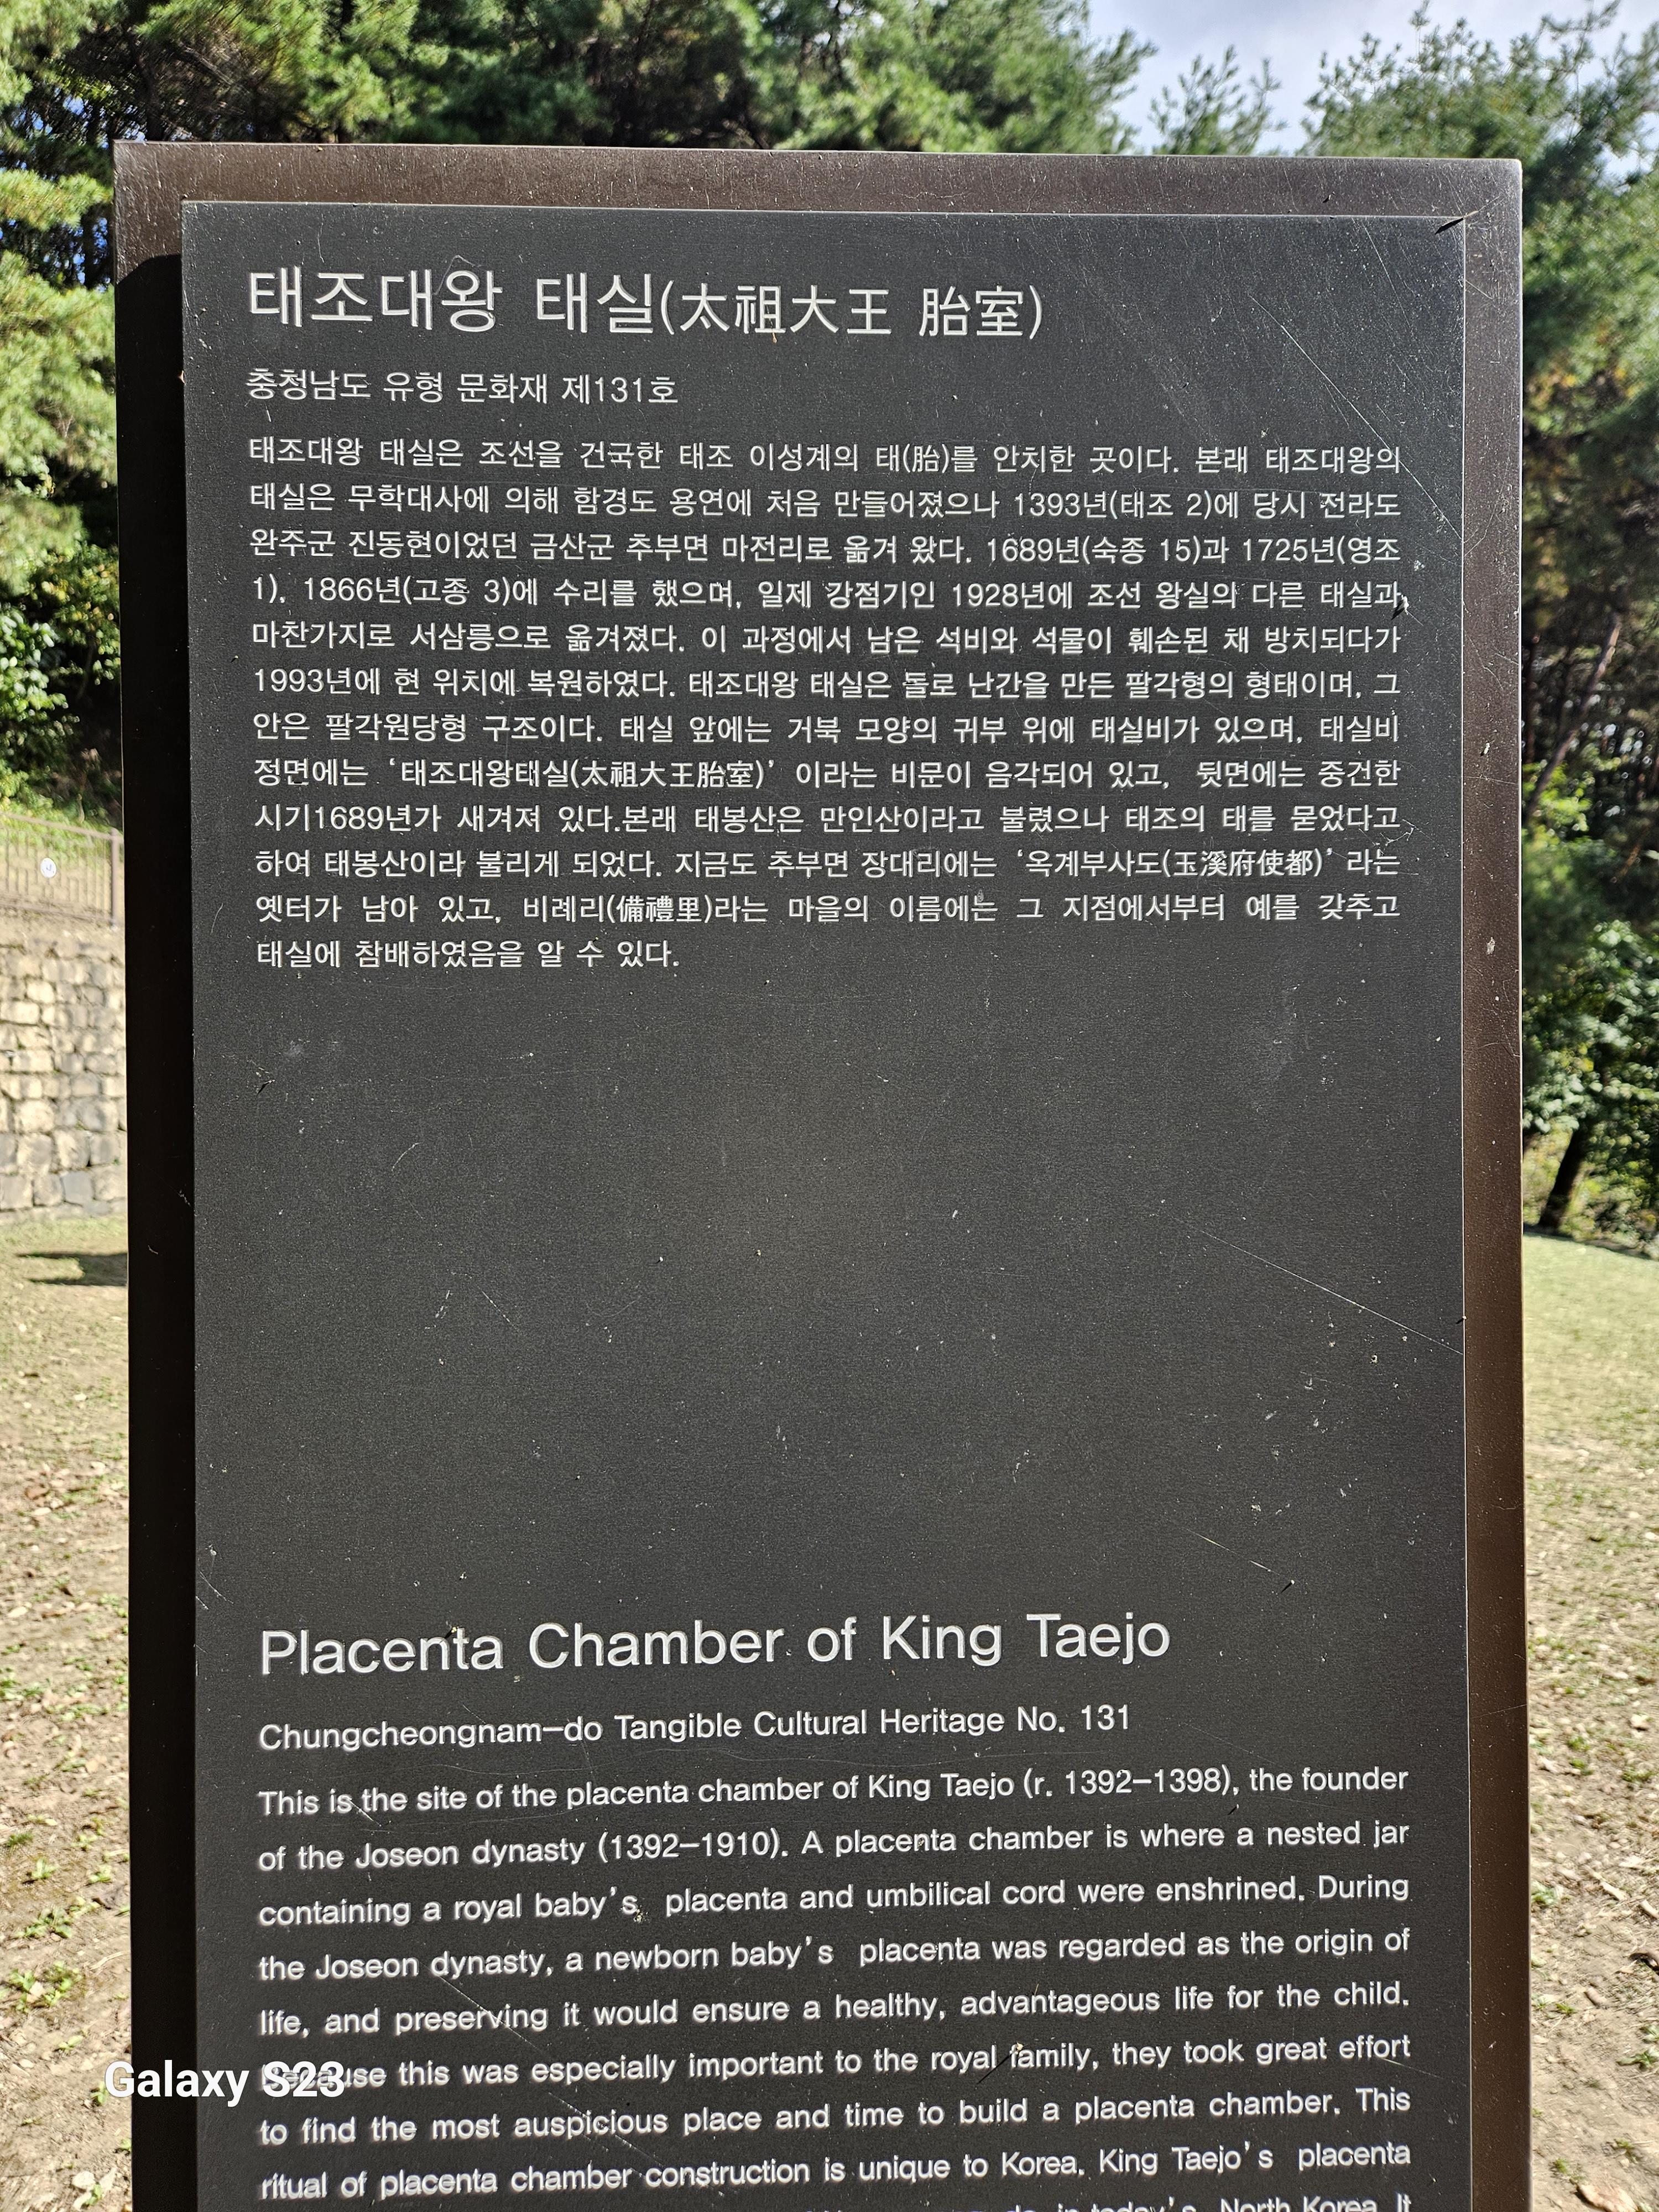 태조대왕 태실(太祖大王 胎室)
충청남도 유형 문화재 제131호
태조대왕 태실은 조선을 건국한 태조 이성계의 태(胎)를 안치한 곳이다. 본래 태조대왕의
태실은 무학대사에 의해 함경도 용연에 처음 만들어졌으나 1393년(태조 2)에 당시 전라도
완주군 진동현이었던 금산군 추부면 마전리로 옮겨 왔다. 1689년(숙종 15)과 1725년(영조
1), 1866년(고종 3)에 수리를 했으며, 일제 강점기인 1928년에 조선 왕실의 다른 태실과
마찬가지로 서삼릉으로 옮겨졌다. 이 과정에서 남은 석비와 석물이 훼손된 채 방치되다가
1993년에 현 위치에 복원하였다. 태조대왕 태실은 돌로 난간을 만든 팔각형의 형태이며, 그
안은 팔각원당형 구조이다. 태실 앞에는 거북 모양의 귀부 위에 태실비가 있으며, 태실비
정면에는 ‘태조대왕태실(太祖大王胎室)’ 이라는 비문이 음각되어 있고, 뒷면에는 중건한
시기1689년가 새겨져 있다.본래 태봉산은 만인산이라고 불렸으나 태조의 태를 묻었다고
하여 태봉산이라 불리게 되었다. 지금도 추부면 장대리에는 ‘옥계부사도(玉溪府使都)’ 라는
옛터가 남아 있고, 비례리(備禮里)라는 마을의 이름에는 그 지점에서부터 예를 갖추고
태실에 참배하였음을 알 수 있다.
Placenta Chamber of King Taejo
Chungcheongnam-do Tangible Cultural Heritage No. 131
This is the site of the placenta chamber of King Taejo (r. 1392-1398), the founder
of the Joseon dynasty (1392-1910). A placenta chamber is where a nested jar
containing a royal baby’s placenta and umbilical cord were enshrined. During
the Joseon dynasty, a newborn baby’s placenta was regarded as the origin of
life, and preserving it would ensure a healthy, advantageous life for the child.
Because this was especially important to the royal family, they took great effort
to find the most auspicious place and time to build a placenta chamber. This
ritual of placenta chamber construction is unique to Korea. King Taejo’s placenta
in today’s North Korea. It
Galaxy S23